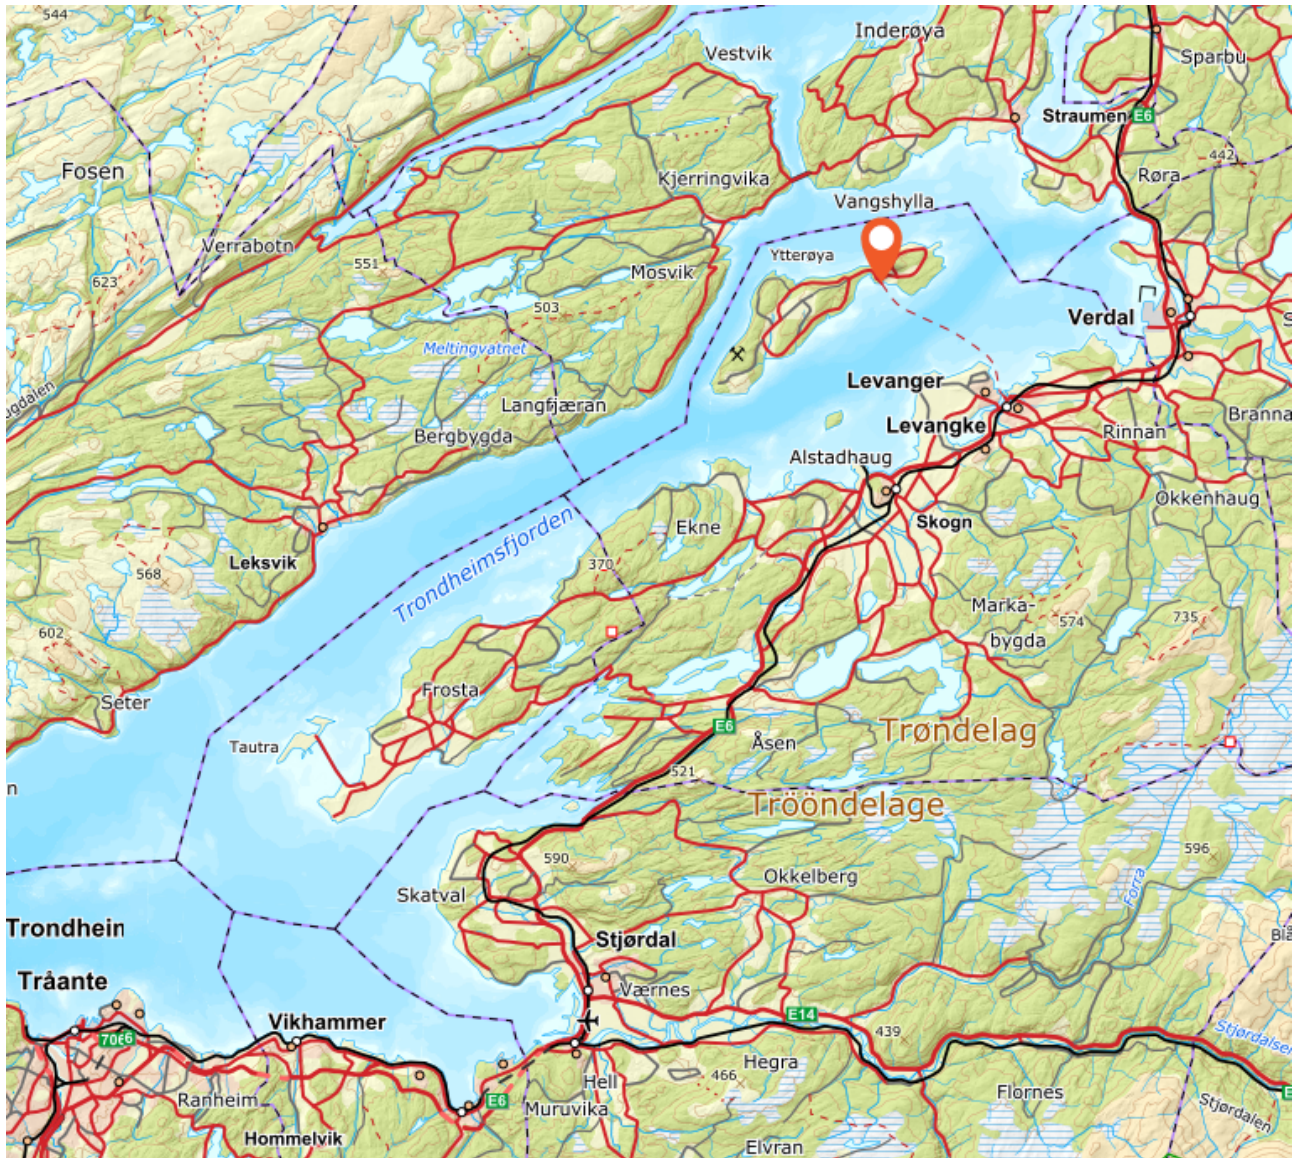 544
Inderøya
Vestvik
Sparbu
Straumen
E6
442
Fosen
Kjerringvika
Røra
Vangshylla
Verrabotn
Ytterøya
551
Mosvik
623
503
Verdal
Meltingvatnet
Levanger
Langfjæran
Levangke
Branna
Bergbygda
Rinnan
Alstadhaug
Okkenhaug
Skogn
Ekne
Leksvik
370
568
Trondheimsfjorden
Marka-
bygda
574
735
602
Frosta
Seter
E6
Trøndelag
Tautra
Åsen
521
Trööndelage
590
596
Okkelberg
Skatval
Forra
Trondhein
Stjørdal
Tråante
Værnes
Vikhammer
E14
706
6
439
Stjørdalsel
Hegra
Hell
466
Ranheim
E6
Muruvika
Flornes
Stjørdalen
Hommelvik
Elvran